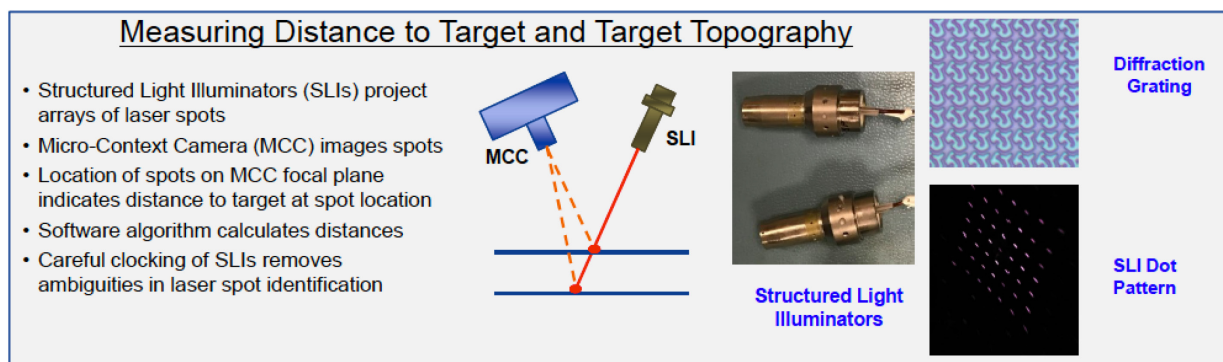 Measuring Distance to Target and Target Topography
• Structured Light Illuminators (SLIs) project
arrays of laser spots
• Micro-Context Camera (MCC) images spots
• Location of spots on MCC focal plane
indicates distance to target at spot location
• Software algorithm calculates distances
• Careful clocking of SLIs removes
ambiguities in laser spot identification
MCC
SLI
Structured Light
Illuminators
Diffraction
Grating
SLI Dot
Pattern